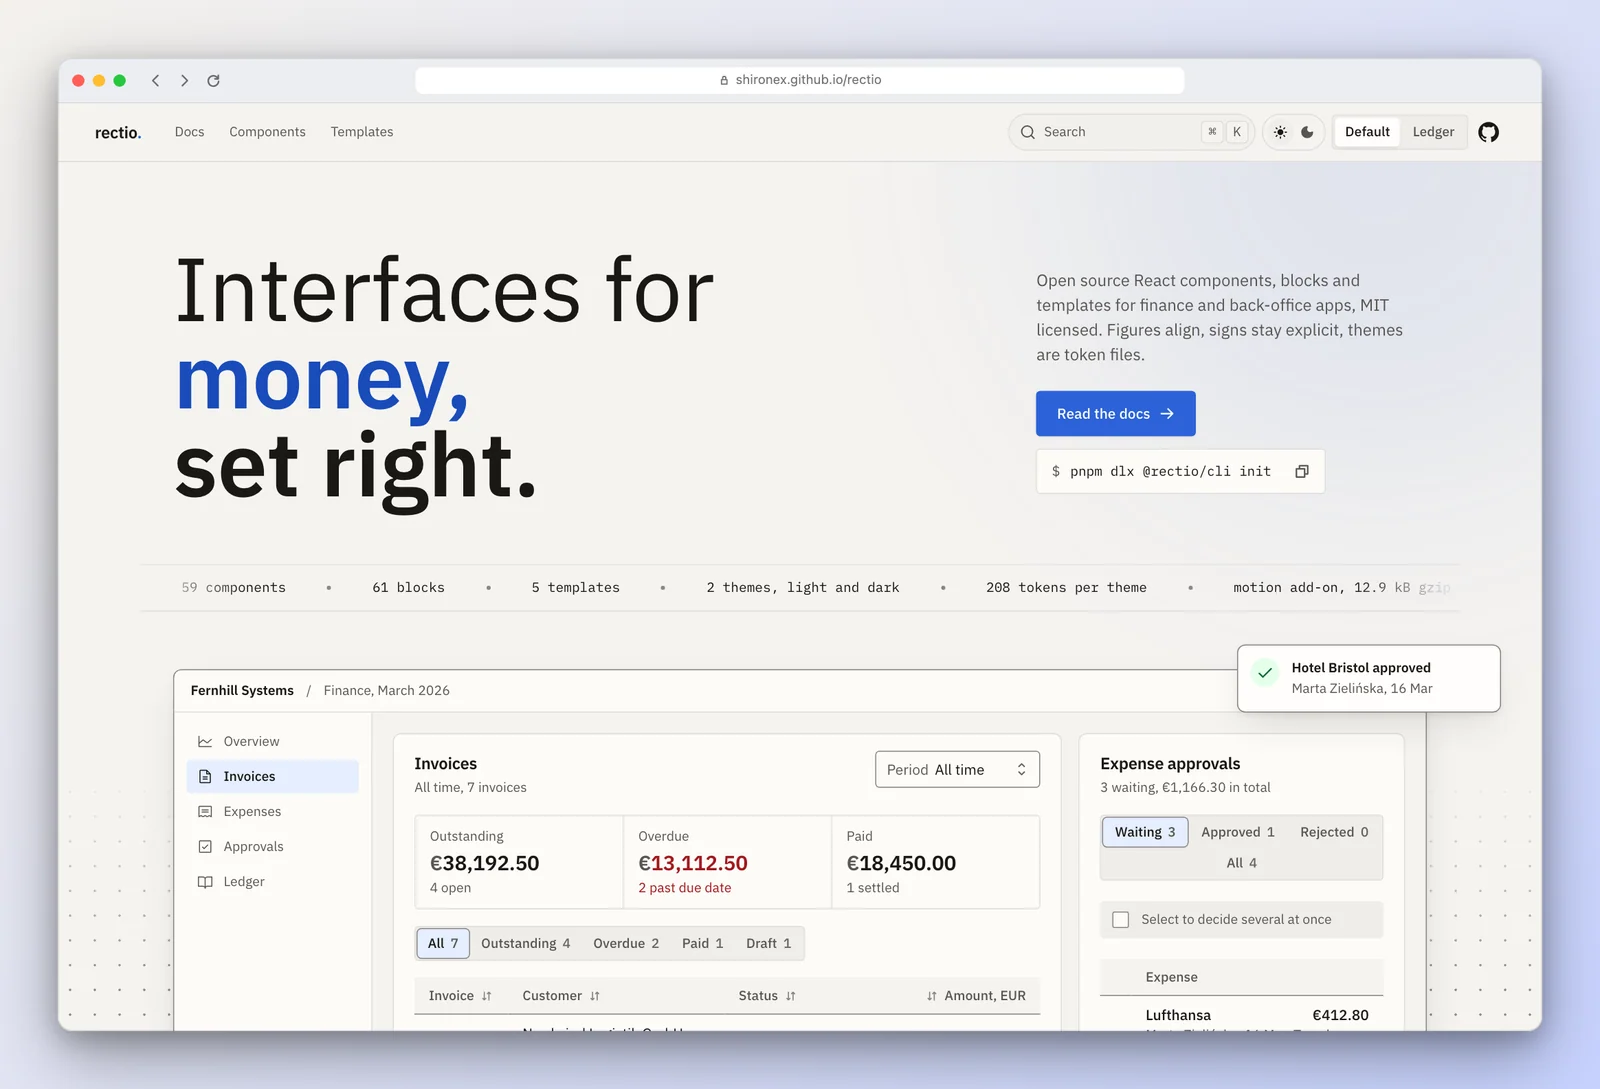 shironex.github.io/rectio
rectio.
Docs
Components
Templates
Search
⌘ K
Default
Ledger
Interfaces for
money,
set right.
Open source React components, blocks and
templates for finance and back-office apps, MIT
licensed. Figures align, signs stay explicit, themes
are token files.
Read the docs →
$ pnpm dlx @rectio/cli init
59 components • 61 blocks • 5 templates • 2 themes, light and dark • 208 tokens per theme • motion add-on, 12.9 kB gzip
Hotel Bristol approved
Marta Zielińska, 16 Mar
Fernhill Systems / Finance, March 2026
Overview
Invoices
Expenses
Approvals
Ledger
Invoices
All time, 7 invoices
Period All time
Outstanding
€38,192.50
4 open
Overdue
€13,112.50
2 past due date
Paid
€18,450.00
1 settled
All 7
Outstanding 4
Overdue 2
Paid 1
Draft 1
Invoice
Customer
Status
Amount, EUR
Expense approvals
3 waiting, €1,166.30 in total
Waiting 3
Approved 1
Rejected 0
All 4
Select to decide several at once
Expense
Lufthansa €412.80